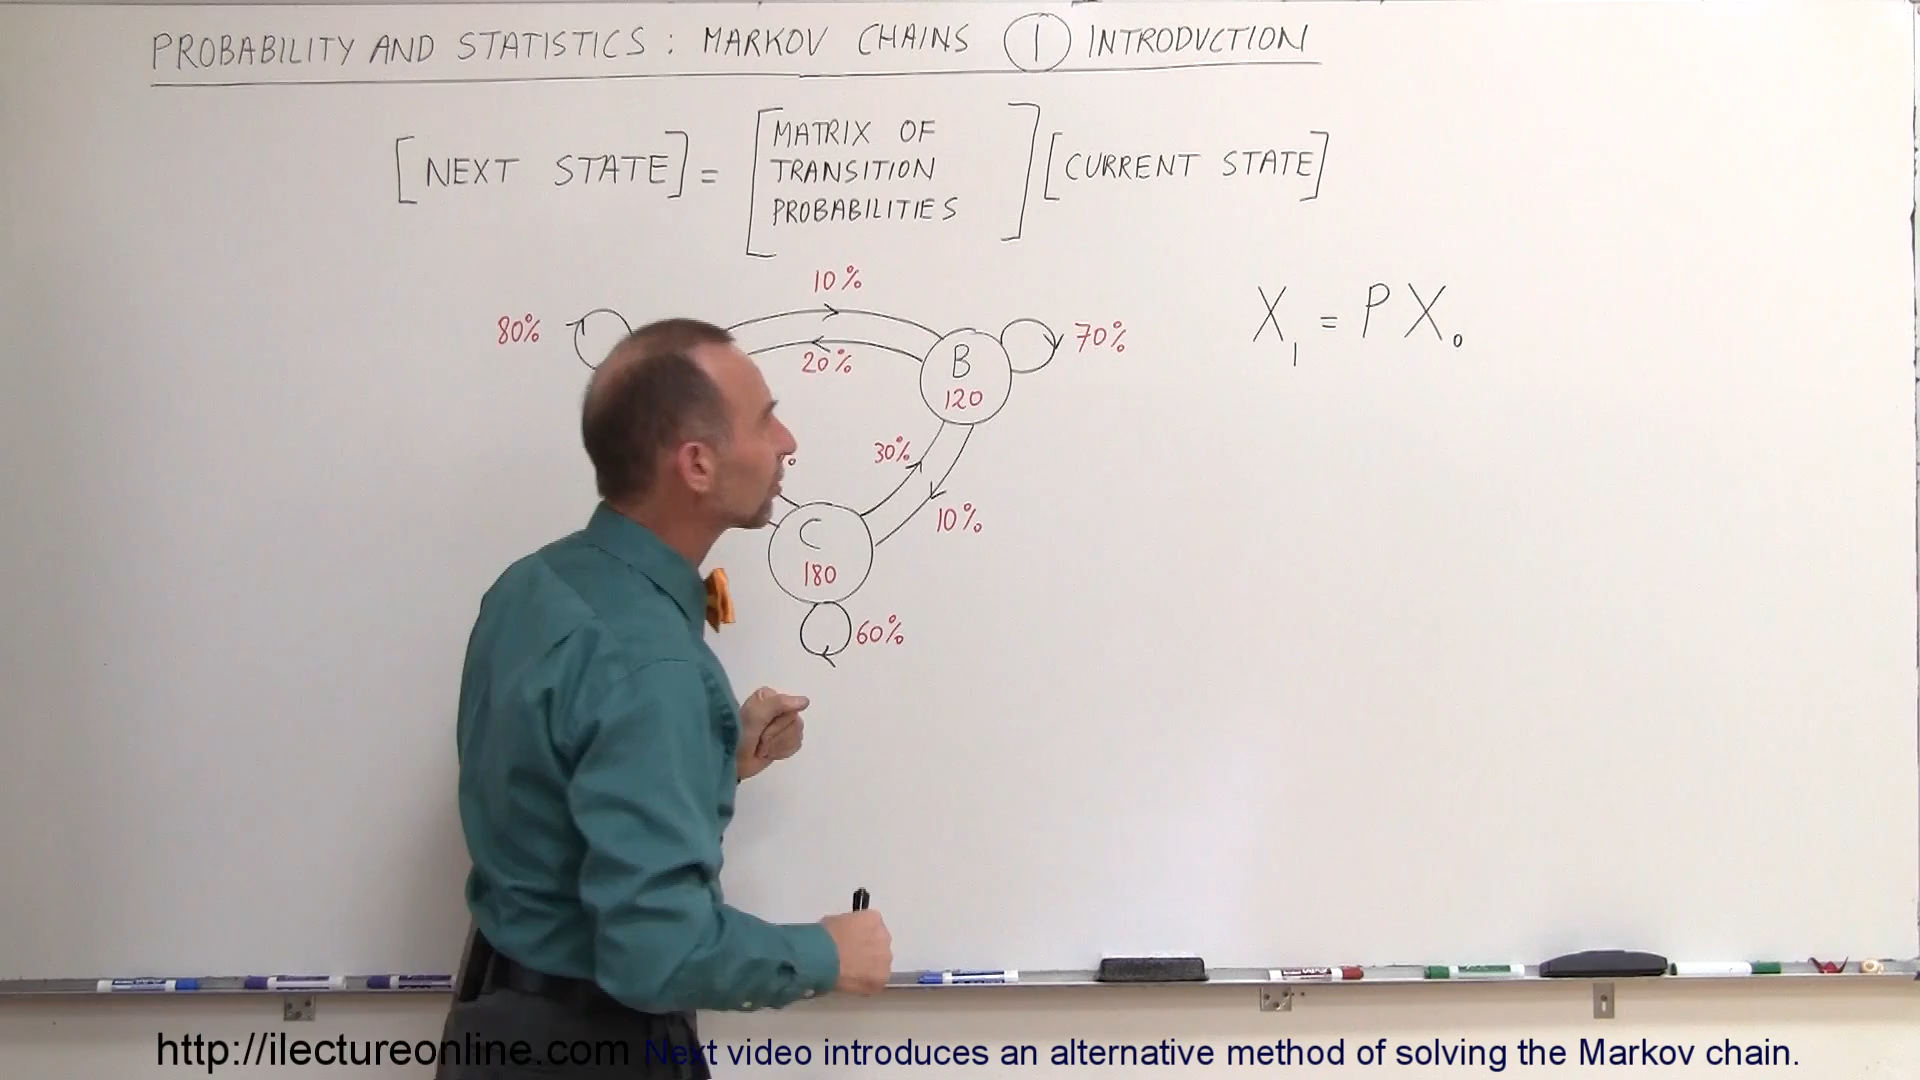 PROBABILITY AND STATISTICS : MARKOV CHAINS 1 INTRODUCTION
[NEXT STATE] = [MATRIX OF
TRANSITION
PROBABILITIES] [CURRENT STATE]
10%
80%
20%
B
120
70%
X₁ = P X₀
30%
10%
C
180
60%
http://ilectureonline.com Next video introduces an alternative method of solving the Markov chain.